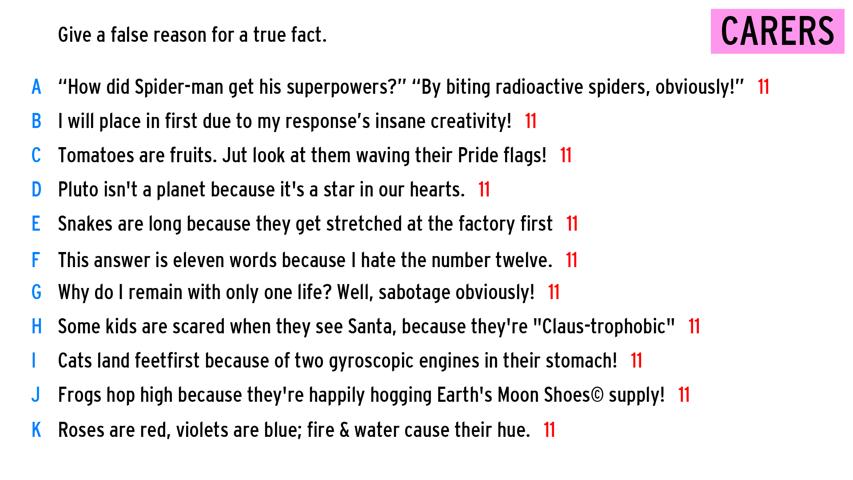 Give a false reason for a true fact.
CARERS
A “How did Spider-man get his superpowers?” “By biting radioactive spiders, obviously!” 11
B I will place in first due to my response’s insane creativity! 11
C Tomatoes are fruits. Jut look at them waving their Pride flags! 11
D Pluto isn't a planet because it's a star in our hearts. 11
E Snakes are long because they get stretched at the factory first 11
F This answer is eleven words because I hate the number twelve. 11
G Why do I remain with only one life? Well, sabotage obviously! 11
H Some kids are scared when they see Santa, because they're "Claus-trophobic" 11
I Cats land feetfirst because of two gyroscopic engines in their stomach! 11
J Frogs hop high because they're happily hogging Earth's Moon Shoes© supply! 11
K Roses are red, violets are blue; fire & water cause their hue. 11